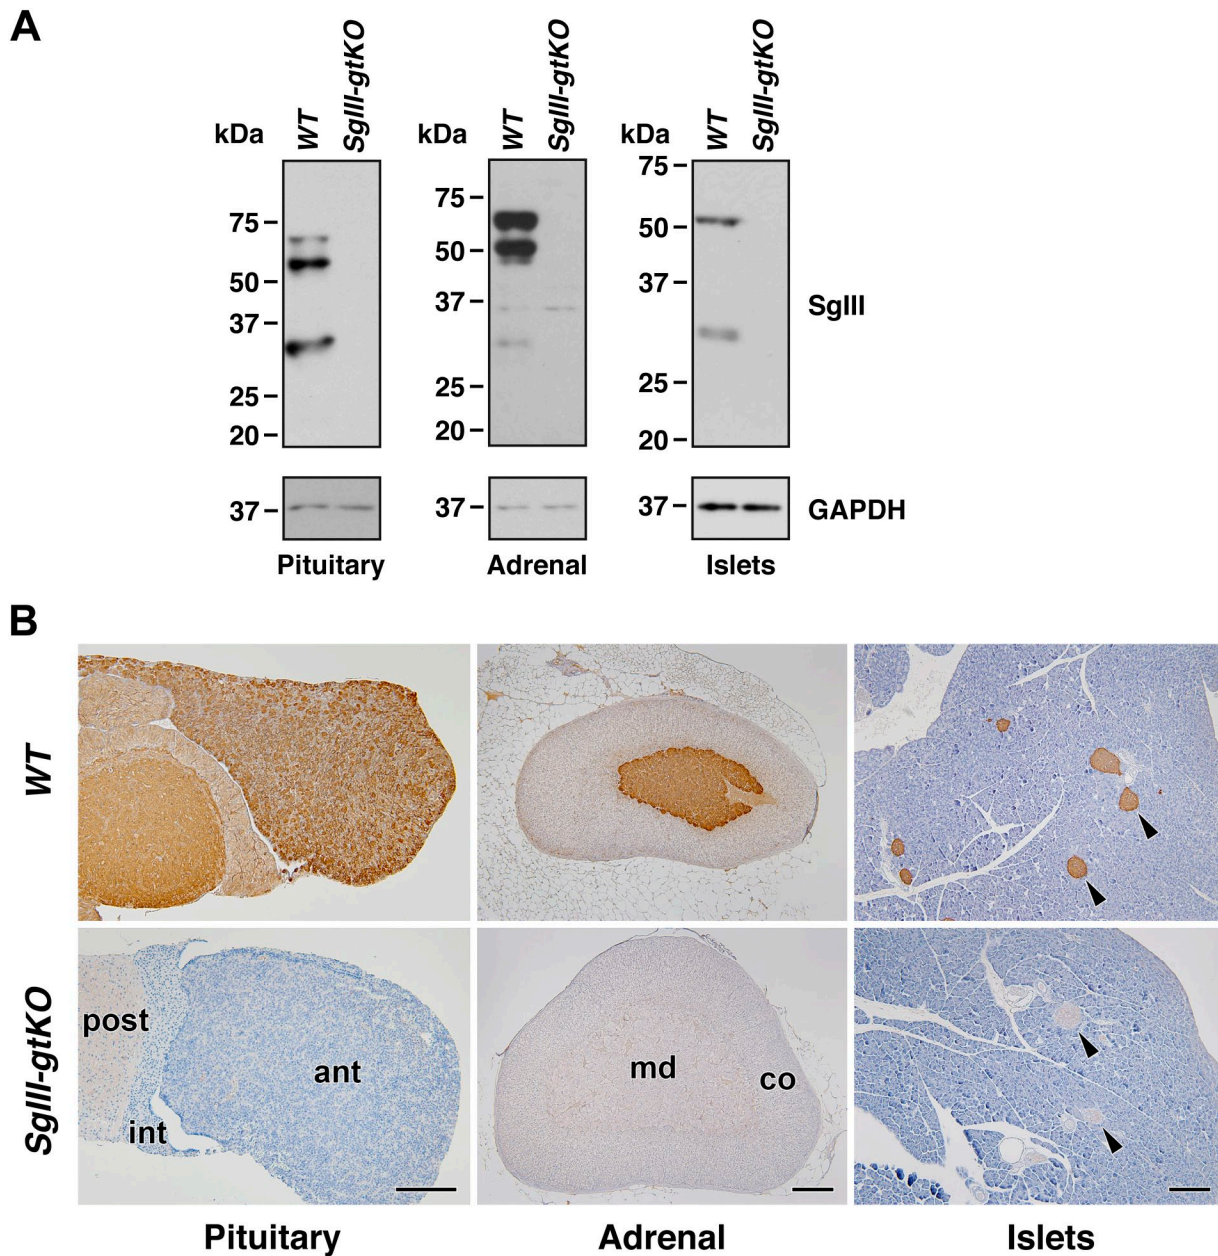 A
kDa WT SgIII-gtKO
75
50
37
25
20
37
Pituitary
kDa WT SgIII-gtKO
75
50
37
25
20
37
Adrenal
kDa WT SgIII-gtKO
75
50
37
25
20
37
Islets
SgIII
GAPDH
B
WT
SgIII-gtKO
post
int
ant
md
co
Pituitary
Adrenal
Islets